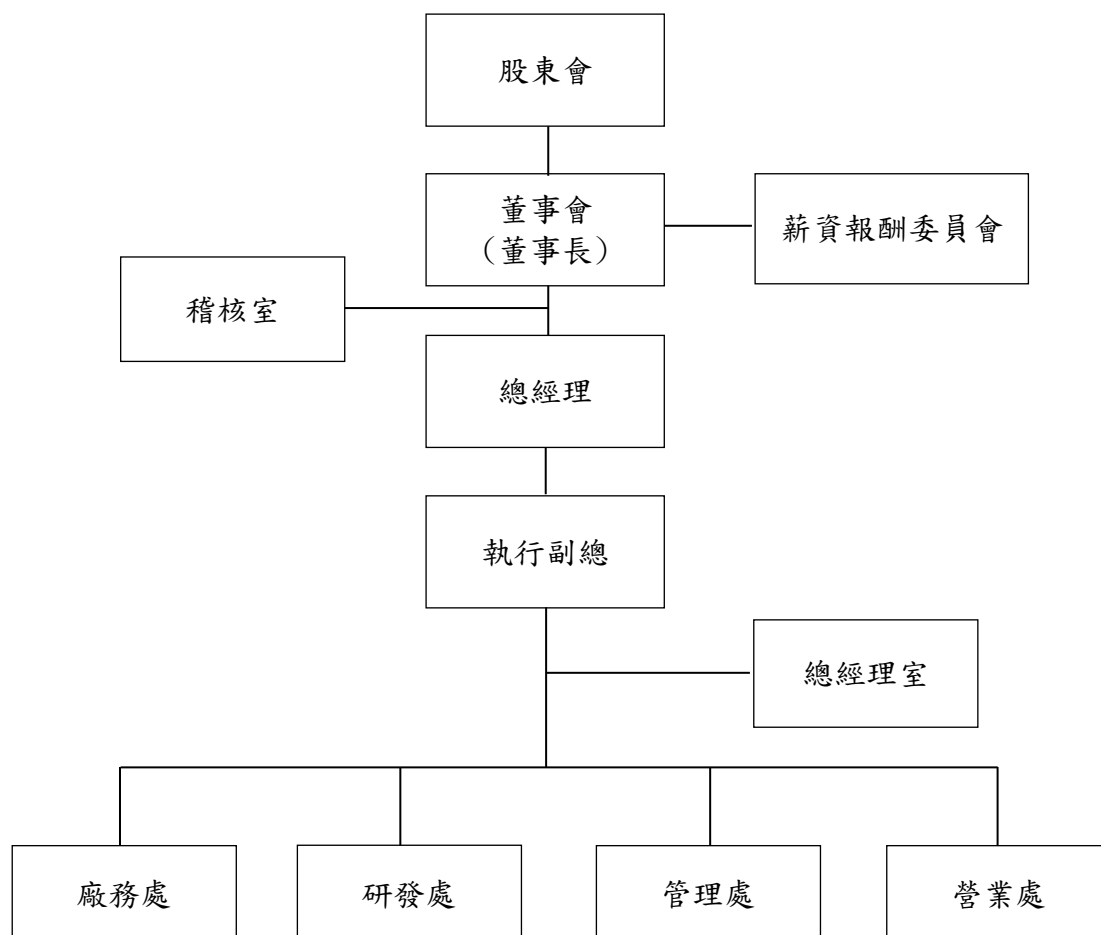 股東會
董事會
（董事長）
薪資報酬委員會
稽核室
總經理
執行副總
總經理室
廠務處
研發處
管理處
營業處